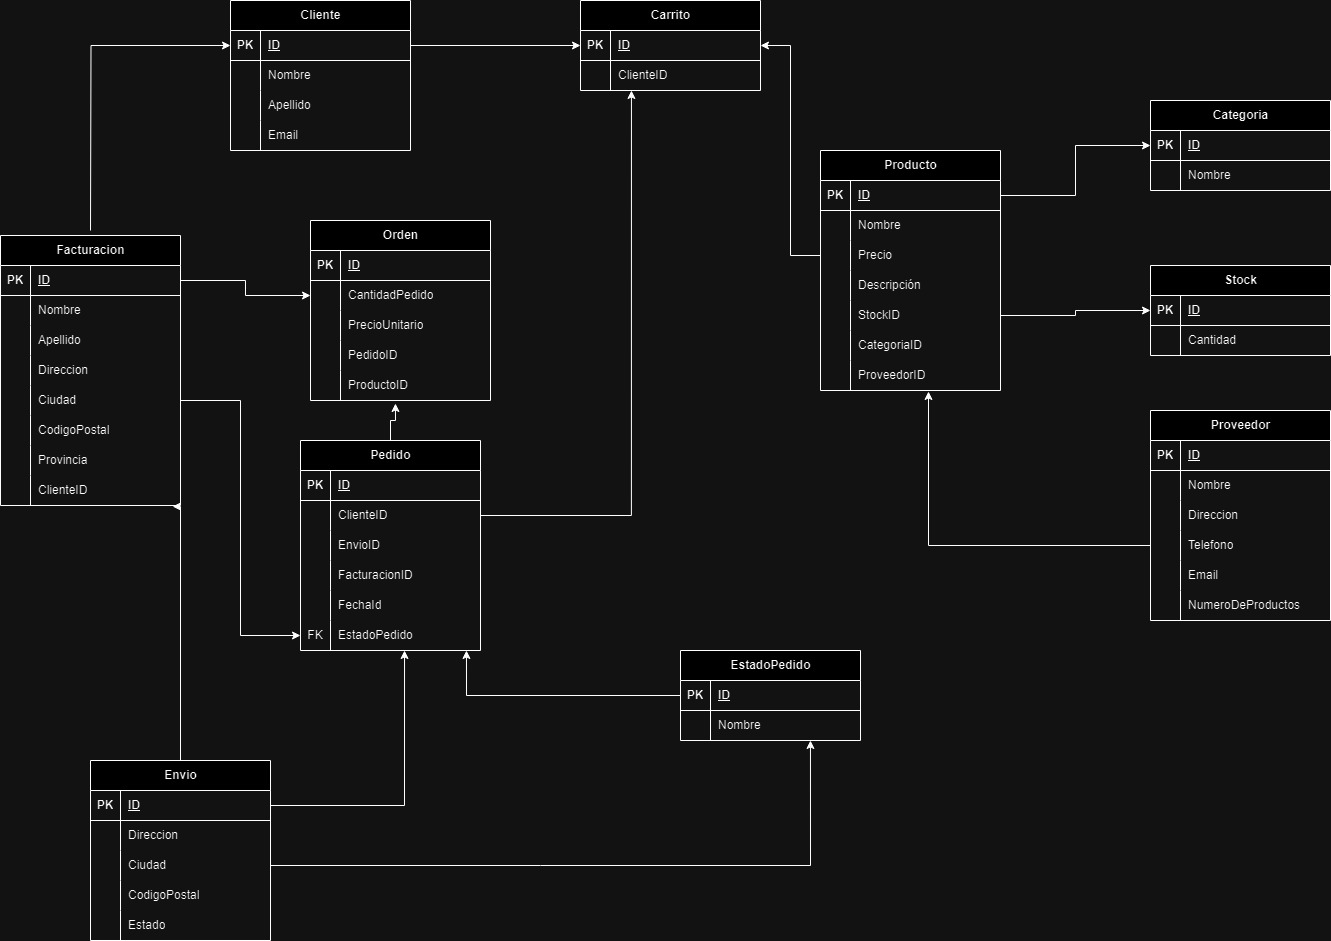 Cliente
PK ID
Nombre
Apellido
Email
Carrito
PK ID
ClienteID
Categoria
PK ID
Nombre
Producto
PK ID
Nombre
Precio
Descripción
StockID
CategoriaID
ProveedorID
Facturacion
PK ID
Nombre
Apellido
Direccion
Ciudad
CodigoPostal
Provincia
ClienteID
Orden
PK ID
CantidadPedido
PrecioUnitario
PedidoID
ProductoID
Stock
PK ID
Cantidad
Proveedor
PK ID
Nombre
Direccion
Telefono
Email
NumeroDeProductos
Pedido
PK ID
ClienteID
EnvioID
FacturacionID
FechaId
FK EstadoPedido
EstadoPedido
PK ID
Nombre
Envio
PK ID
Direccion
Ciudad
CodigoPostal
Estado